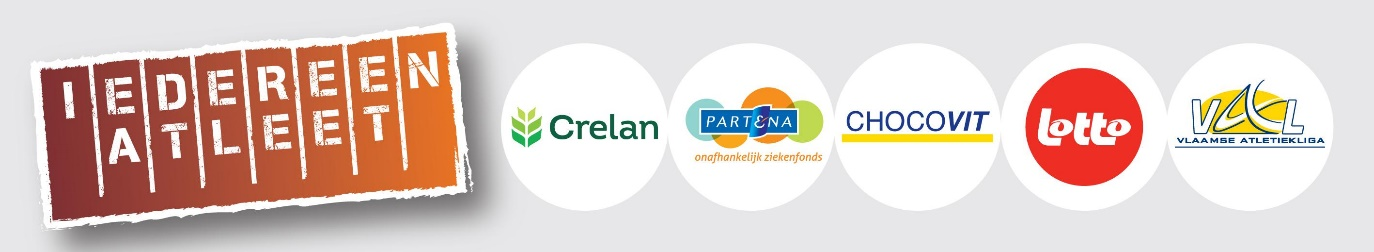 IEDEREEN
ATLEET
Crelan
PARTENA
onafhankelijk ziekenfonds
CHOCOVIT
Lotto
VAL
VLAAMSE ATLETIEKLIGA